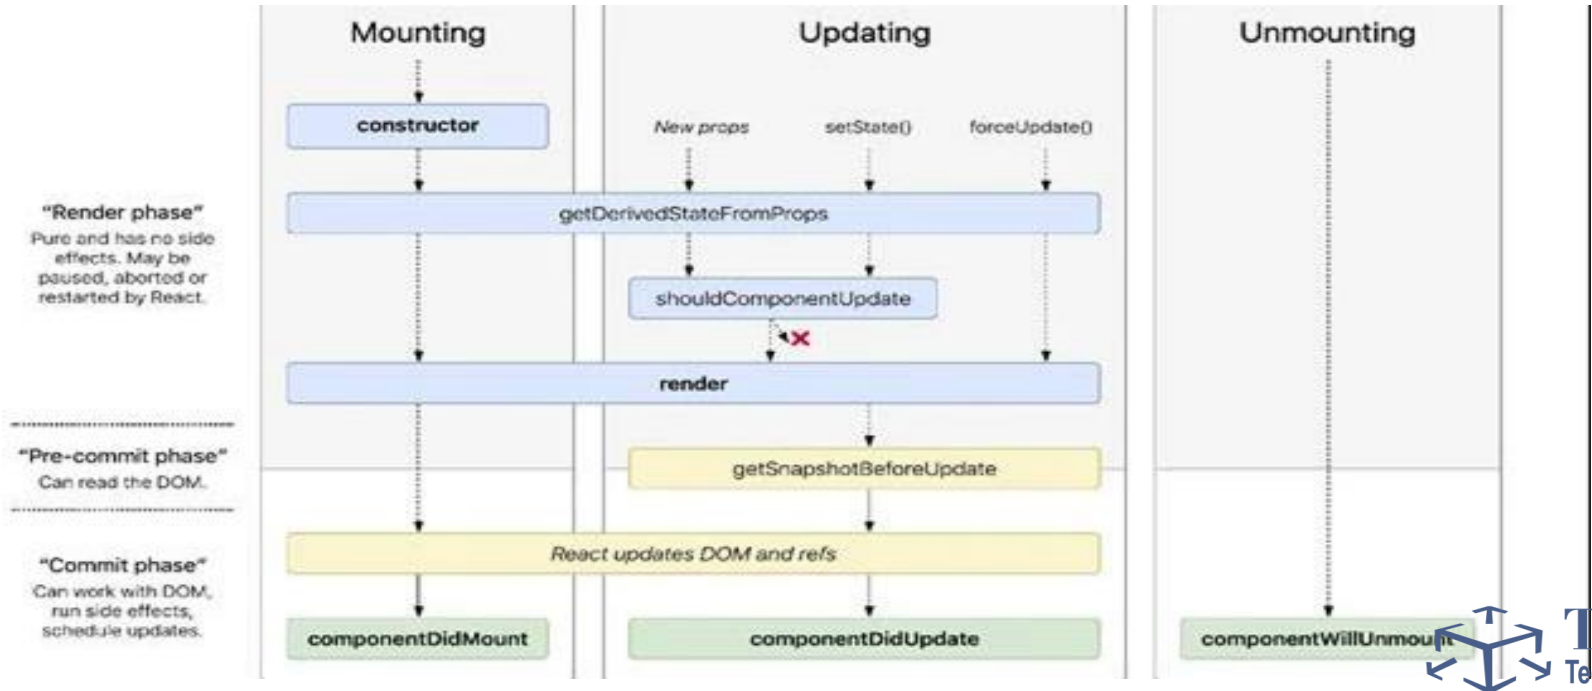 Mounting
Updating
Unmounting
constructor
New props
setState()
forceUpdate()
"Render phase"
Pure and has no side
effects. May be
paused, aborted or
restarted by React.
getDerivedStateFromProps
shouldComponentUpdate
render
"Pre-commit phase"
Can read the DOM.
getSnapshotBeforeUpdate
"Commit phase"
Can work with DOM,
run side effects,
schedule updates.
React updates DOM and refs
componentDidMount
componentDidUpdate
componentWillUnmount